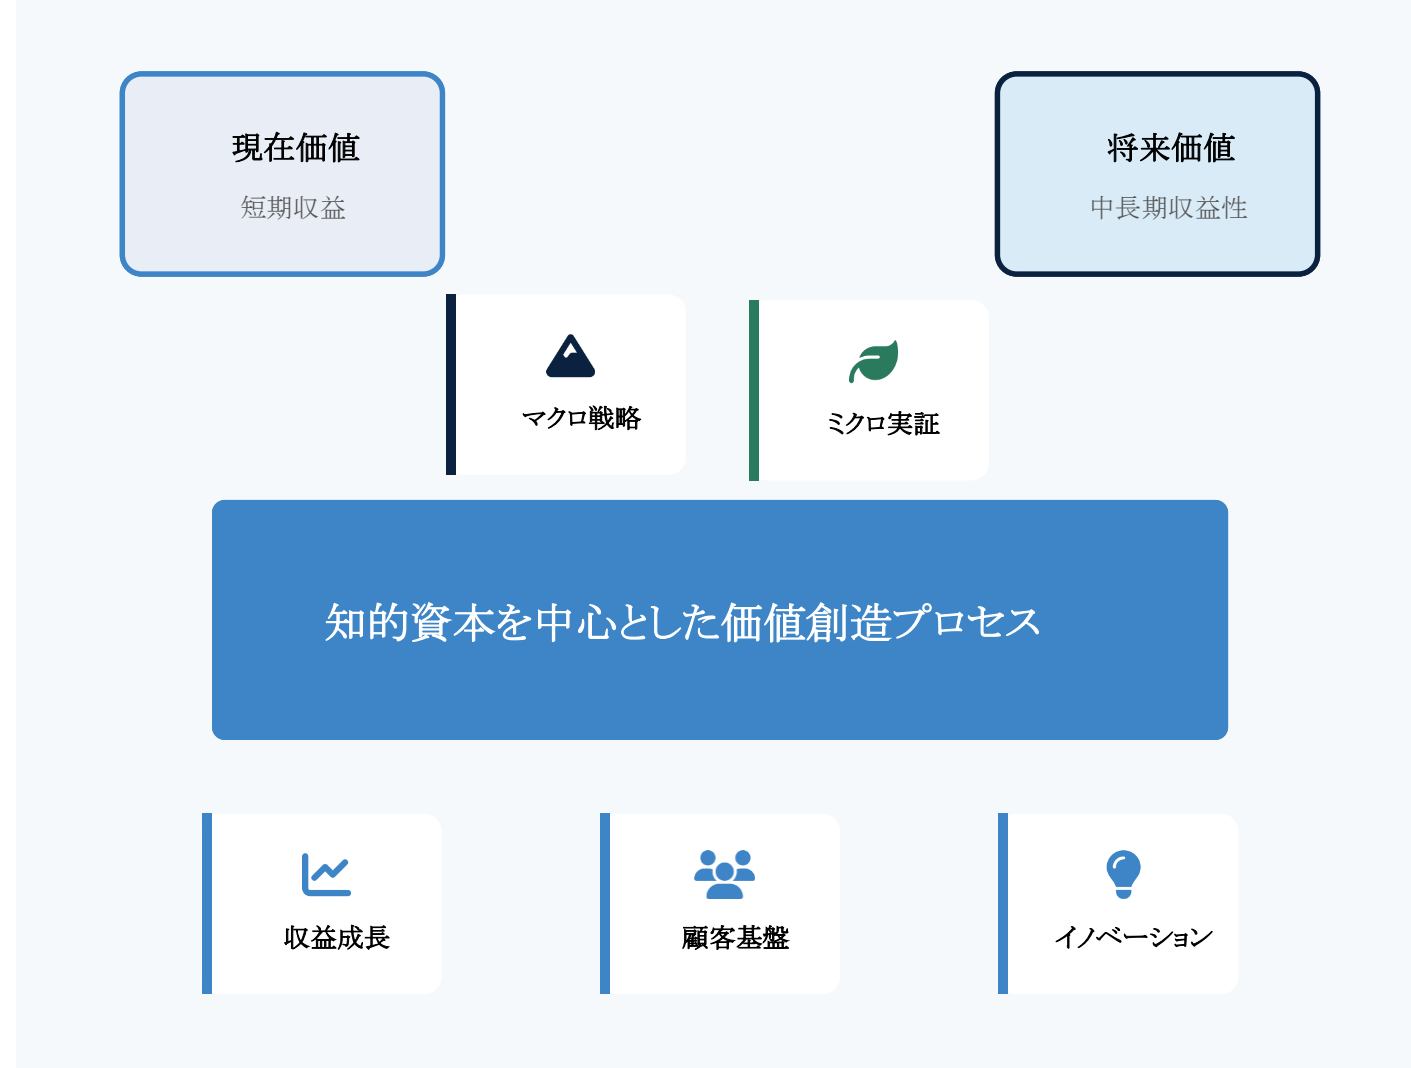 現在価値
短期収益
将来価値
中長期収益性
マクロ戦略
ミクロ実証
知的資本を中心とした価値創造プロセス
収益成長
顧客基盤
イノベーション